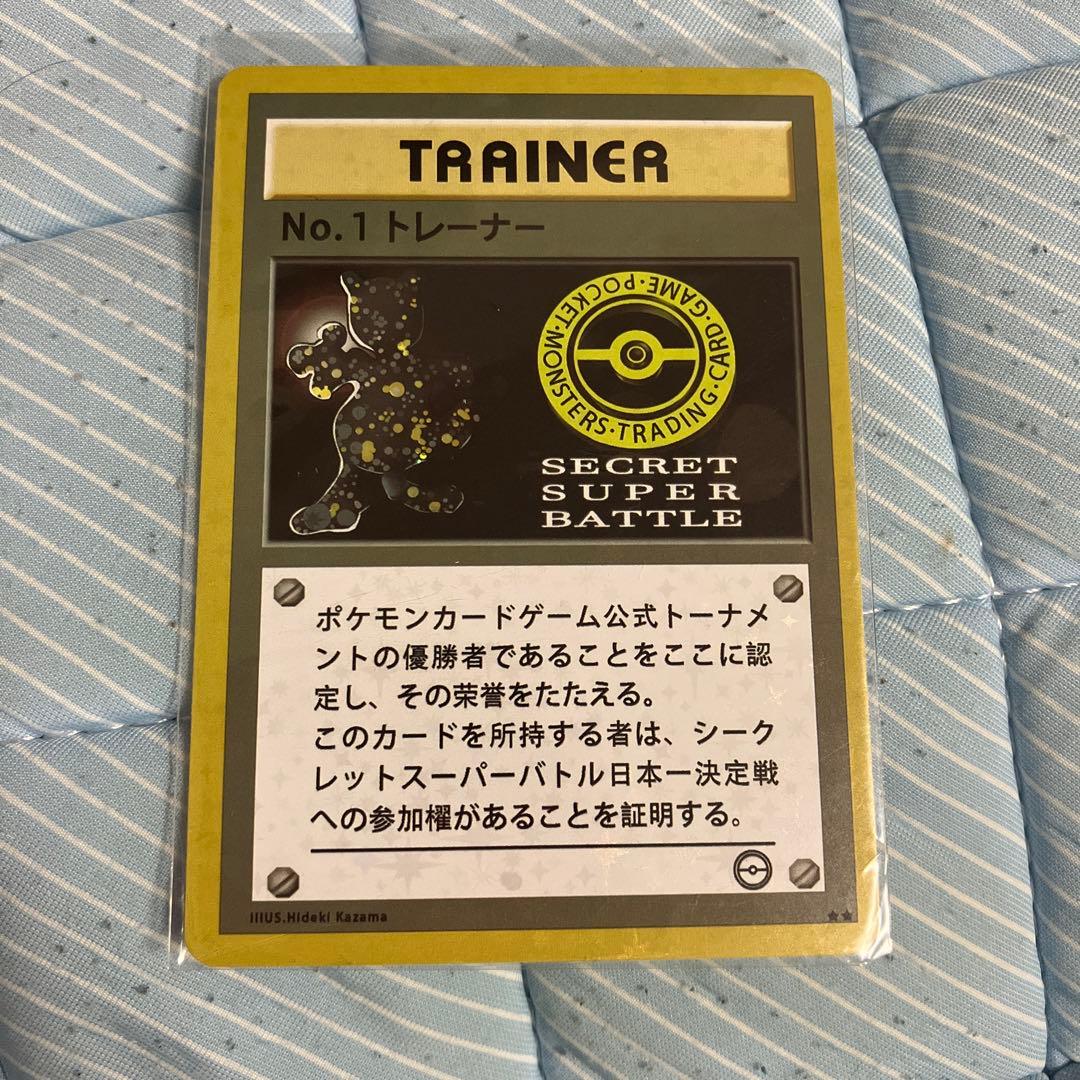 TRAINER
No.1 トレーナー
POCKET・MONSTERS・TRADING・CARD・GAME・
SECRET
SUPER
BATTLE
ポケモンカードゲーム公式トーナメ
ントの優勝者であることをここに認
定し、その栄誉をたたえる。
このカードを所持する者は、シーク
レットスーパーバトル日本一決定戦
への参加櫂があることを証明する。
IIIUS.Hideki Kazama
★★